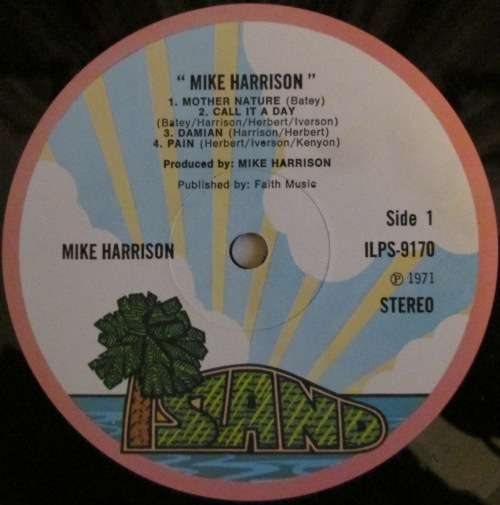 " MIKE HARRISON "
1. MOTHER NATURE (Batey)
2. CALL IT A DAY
(Batey/Harrison/Herbert/Iverson)
3. DAMIAN (Harrison/Herbert)
4. PAIN (Herbert/Iverson/Kenyon)
Produced by: MIKE HARRISON
Published by: Faith Music
Side 1
MIKE HARRISON
ILPS-9170
℗ 1971
STEREO
ISLAND